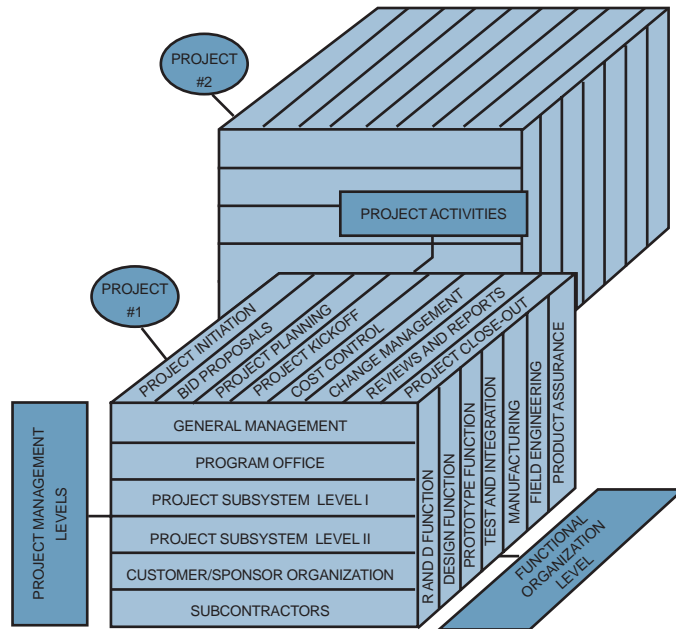 PROJECT
#2
PROJECT ACTIVITIES
PROJECT
#1
PROJECT INITIATION
BID PROPOSALS
PROJECT PLANNING
PROJECT KICKOFF
COST CONTROL
CHANGE MANAGEMENT
REVIEWS AND REPORTS
PROJECT CLOSE-OUT
GENERAL MANAGEMENT
PROGRAM OFFICE
PROJECT SUBSYSTEM LEVEL I
PROJECT SUBSYSTEM LEVEL II
CUSTOMER/SPONSOR ORGANIZATION
SUBCONTRACTORS
PROJECT MANAGEMENT
LEVELS
R AND D FUNCTION
DESIGN FUNCTION
PROTOTYPE FUNCTION
TEST AND INTEGRATION
MANUFACTURING
FIELD ENGINEERING
PRODUCT ASSURANCE
FUNCTIONAL
ORGANIZATION
LEVEL